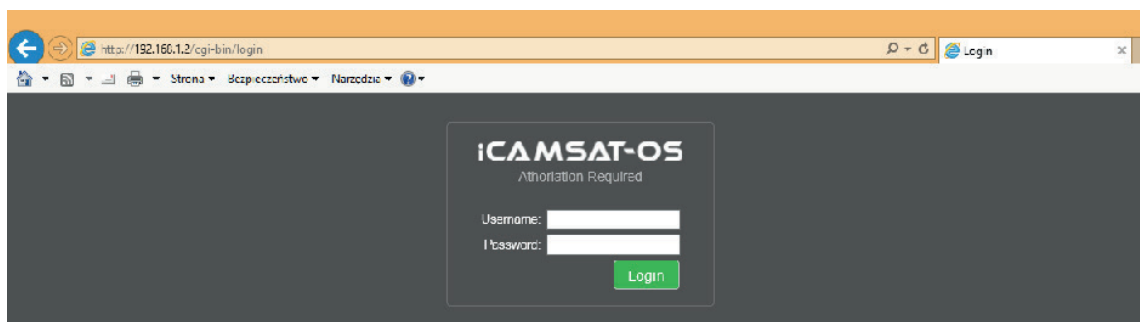 http://192.168.1.2/cgi-bin/login
Login
Strona Bezpieczeństwo Narzędzia
iCAMSAT-OS
Athoriation Required
Username:
Password:
Login